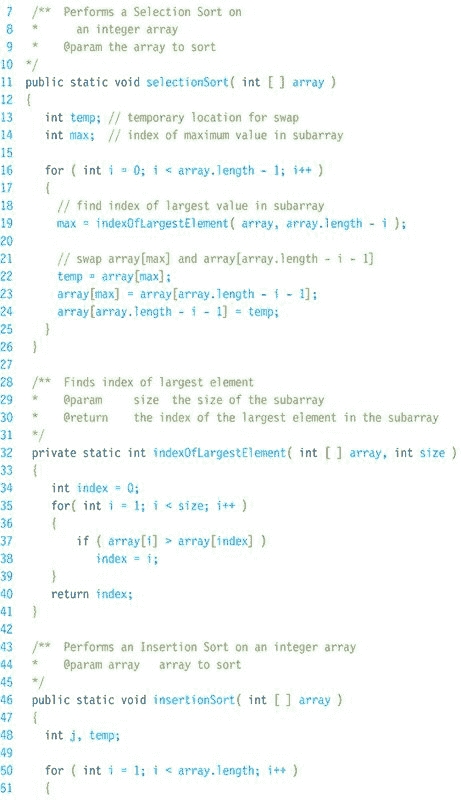 7 /** Performs a Selection Sort on
8 * an integer array
9 * @param the array to sort
10 */
11 public static void selectionSort( int [ ] array )
12 {
13 int temp; // temporary location for swap
14 int max; // index of maximum value in subarray
15
16 for ( int i = 0; i < array.length - 1; i++ )
17 {
18 // find index of largest value in subarray
19 max = indexOfLargestElement( array, array.length - i );
20
21 // swap array[max] and array[array.length - i - 1]
22 temp = array[max];
23 array[max] = array[array.length - i - 1];
24 array[array.length - i - 1] = temp;
25 }
26 }
27
28 /** Finds index of largest element
29 * @param size the size of the subarray
30 * @return the index of the largest element in the subarray
31 */
32 private static int indexOfLargestElement( int [ ] array, int size )
33 {
34 int index = 0;
35 for( int i = 1; i < size; i++ )
36 {
37 if ( array[i] > array[index] )
38 index = i;
39 }
40 return index;
41 }
42
43 /** Performs an Insertion Sort on an integer array
44 * @param array array to sort
45 */
46 public static void insertionSort( int [ ] array )
47 {
48 int j, temp;
49
50 for ( int i = 1; i < array.length; i++ )
51 {